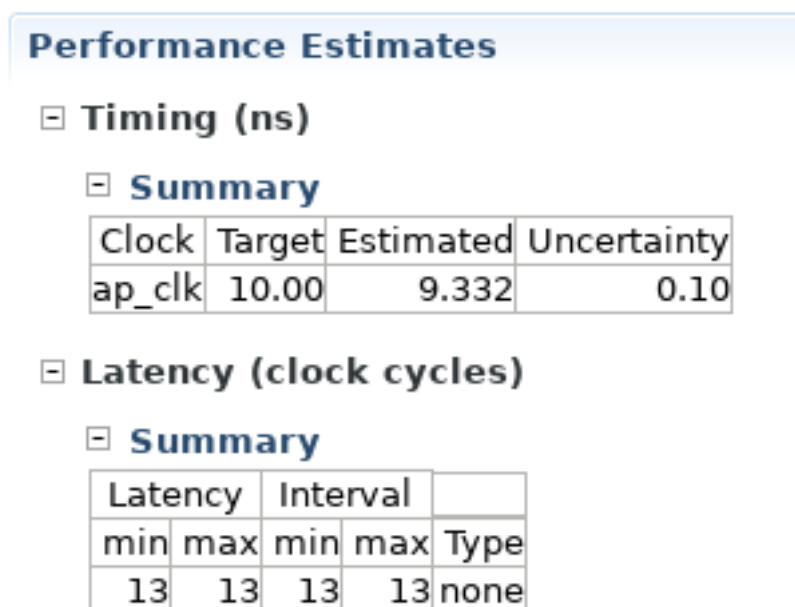 Performance Estimates
Timing (ns)
Summary
Clock Target Estimated Uncertainty
ap_clk 10.00 9.332 0.10
Latency (clock cycles)
Summary
Latency Interval
min max min max Type
13 13 13 13 none